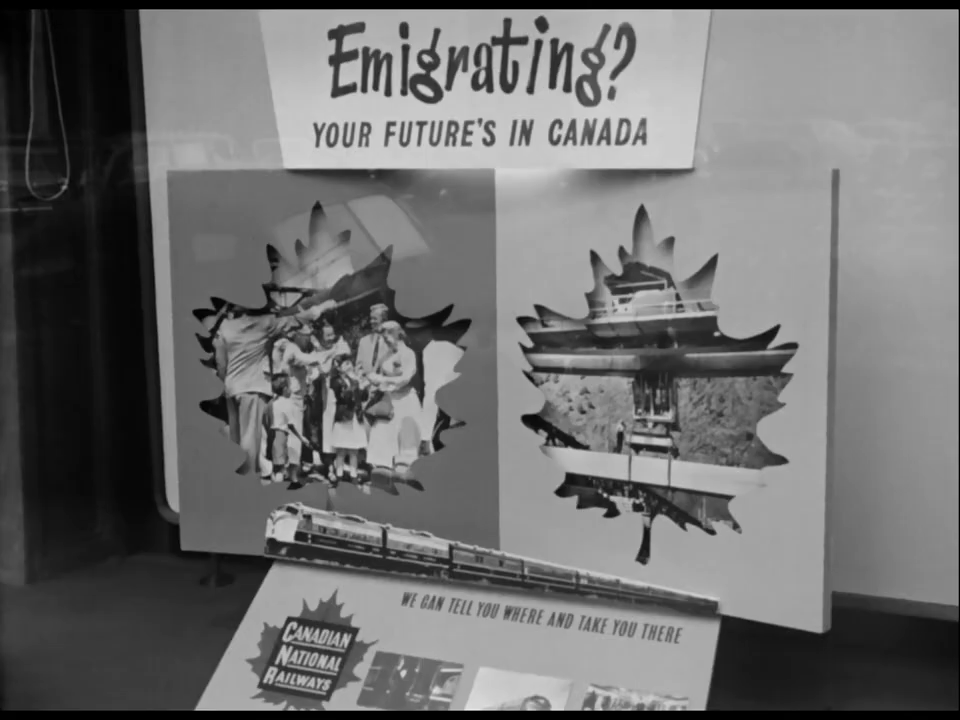 Emigrating?
YOUR FUTURE'S IN CANADA
WE CAN TELL YOU WHERE AND TAKE YOU THERE
CANADIAN
NATIONAL
RAILWAYS